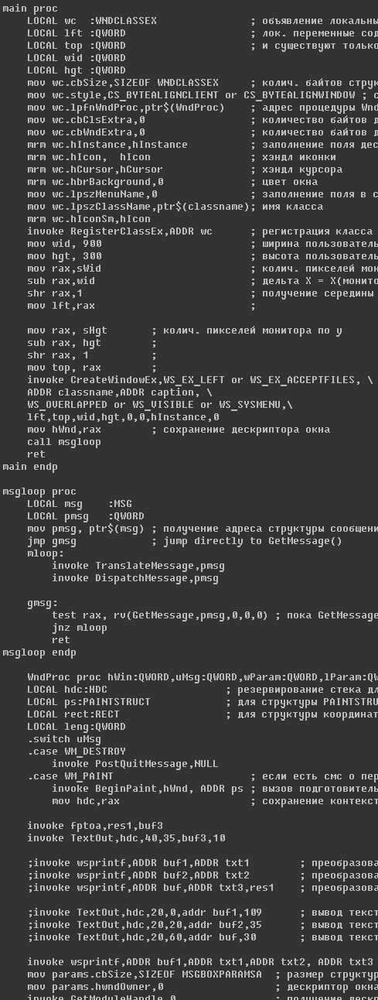 main proc
LOCAL wc :WNDCLASSEX ; объявление локальны
LOCAL lft :QWORD ; лок. переменные сод
LOCAL top :QWORD ; и существуют только
LOCAL wid :QWORD
LOCAL hgt :QWORD
mov wc.cbSize,SIZEOF WNDCLASSEX ; колич. байтов струк
mov wc.style,CS_BYTEALIGNCLIENT or CS_BYTEALIGNWINDOW ; с
mov wc.lpfnWndProc,ptr$(WndProc) ; адрес процедуры Wnd
mov wc.cbClsExtra,0 ; количество байтов д
mov wc.cbWndExtra,0 ; количество байтов д
mrm wc.hInstance,hInstance ; заполнение поля дес
mrm wc.hIcon, hIcon ; хэндл иконки
mrm wc.hCursor,hCursor ; хэндл курсора
mrm wc.hbrBackground,0 ; цвет окна
mov wc.lpszMenuName,0 ; заполнение поля в с
mov wc.lpszClassName,ptr$(classname); имя класса
mrm wc.hIconSm,hIcon
invoke RegisterClassEx,ADDR wc ; регистрация класса
mov wid, 900 ; ширина пользователь
mov hgt, 300 ; высота пользователь
mov rax,sWid ; колич. пикселей мон
sub rax,wid ; дельта X = X(монито
shr rax,1 ; получение середины
mov lft,rax ;
mov rax, sHgt ; колич. пикселей монитора по y
sub rax, hgt ;
shr rax, 1 ;
mov top, rax ;
invoke CreateWindowEx,WS_EX_LEFT or WS_EX_ACCEPTFILES, \
ADDR classname,ADDR caption, \
WS_OVERLAPPED or WS_VISIBLE or WS_SYSMENU,\
lft,top,wid,hgt,0,0,hInstance,0
mov hWnd,rax ; сохранение дескриптора окна
call msgloop
ret
main endp
msgloop proc
LOCAL msg :MSG
LOCAL pmsg :QWORD
mov pmsg, ptr$(msg) ; получение адреса структуры сообщени
jmp gmsg ; jump directly to GetMessage()
mloop:
invoke TranslateMessage,pmsg
invoke DispatchMessage,pmsg
gmsg:
test rax, rv(GetMessage,pmsg,0,0,0) ; пока GetMessage
jnz mloop
ret
msgloop endp
WndProc proc hWin:QWORD,uMsg:QWORD,wParam:QWORD,lParam:QW
LOCAL hdc:HDC ; резервирование стека дл
LOCAL ps:PAINTSTRUCT ; для структуры PAINTSTRU
LOCAL rect:RECT ; для структуры координат
LOCAL leng:QWORD
.switch uMsg
.case WM_DESTROY
invoke PostQuitMessage,NULL
.case WM_PAINT ; если есть смс о пер
invoke BeginPaint,hWnd, ADDR ps ; вызов подготовитель
mov hdc,rax ; сохранение контекст
invoke fptoa,res1,buf3
invoke TextOut,hdc,40,35,buf3,10
;invoke wsprintf,ADDR buf1,ADDR txt1 ; преобразова
;invoke wsprintf,ADDR buf2,ADDR txt2 ; преобразова
;invoke wsprintf,ADDR buf,ADDR txt3,res1 ; преобразова
;invoke TextOut,hdc,20,0,addr buf1,109 ; вывод текст
;invoke TextOut,hdc,20,20,addr buf2,35 ; вывод текст
;invoke TextOut,hdc,20,60,addr buf,30 ; вывод текст
invoke wsprintf,ADDR buf1,ADDR txt1,ADDR txt2, ADDR txt3
mov params.cbSize,SIZEOF MSGBOXPARAMSA ; размер структур
mov params.hwndOwner,0 ; дескриптор окна
invoke GetModuleHandle,0 ; получение дескр